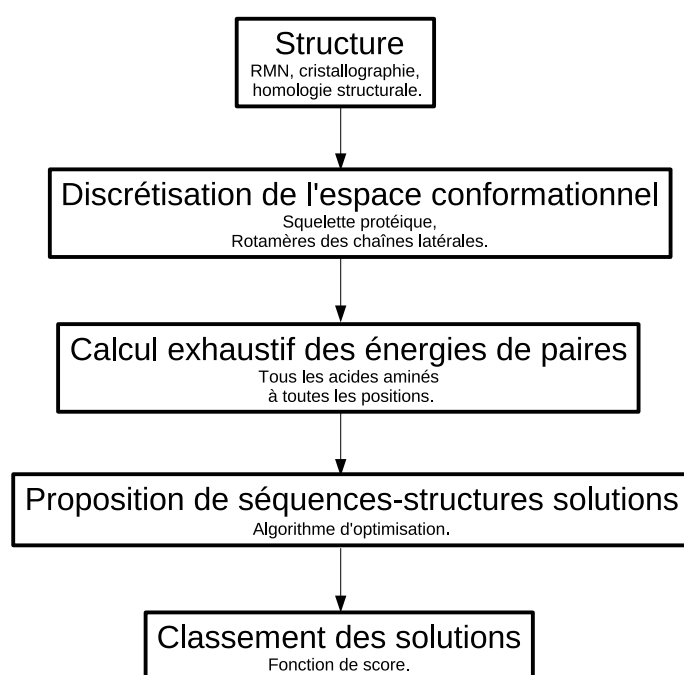 Structure
RMN, cristallographie,
homologie structurale.
Discrétisation de l'espace conformationnel
Squelette protéique,
Rotamères des chaînes latérales.
Calcul exhaustif des énergies de paires
Tous les acides aminés
à toutes les positions.
Proposition de séquences-structures solutions
Algorithme d'optimisation.
Classement des solutions
Fonction de score.